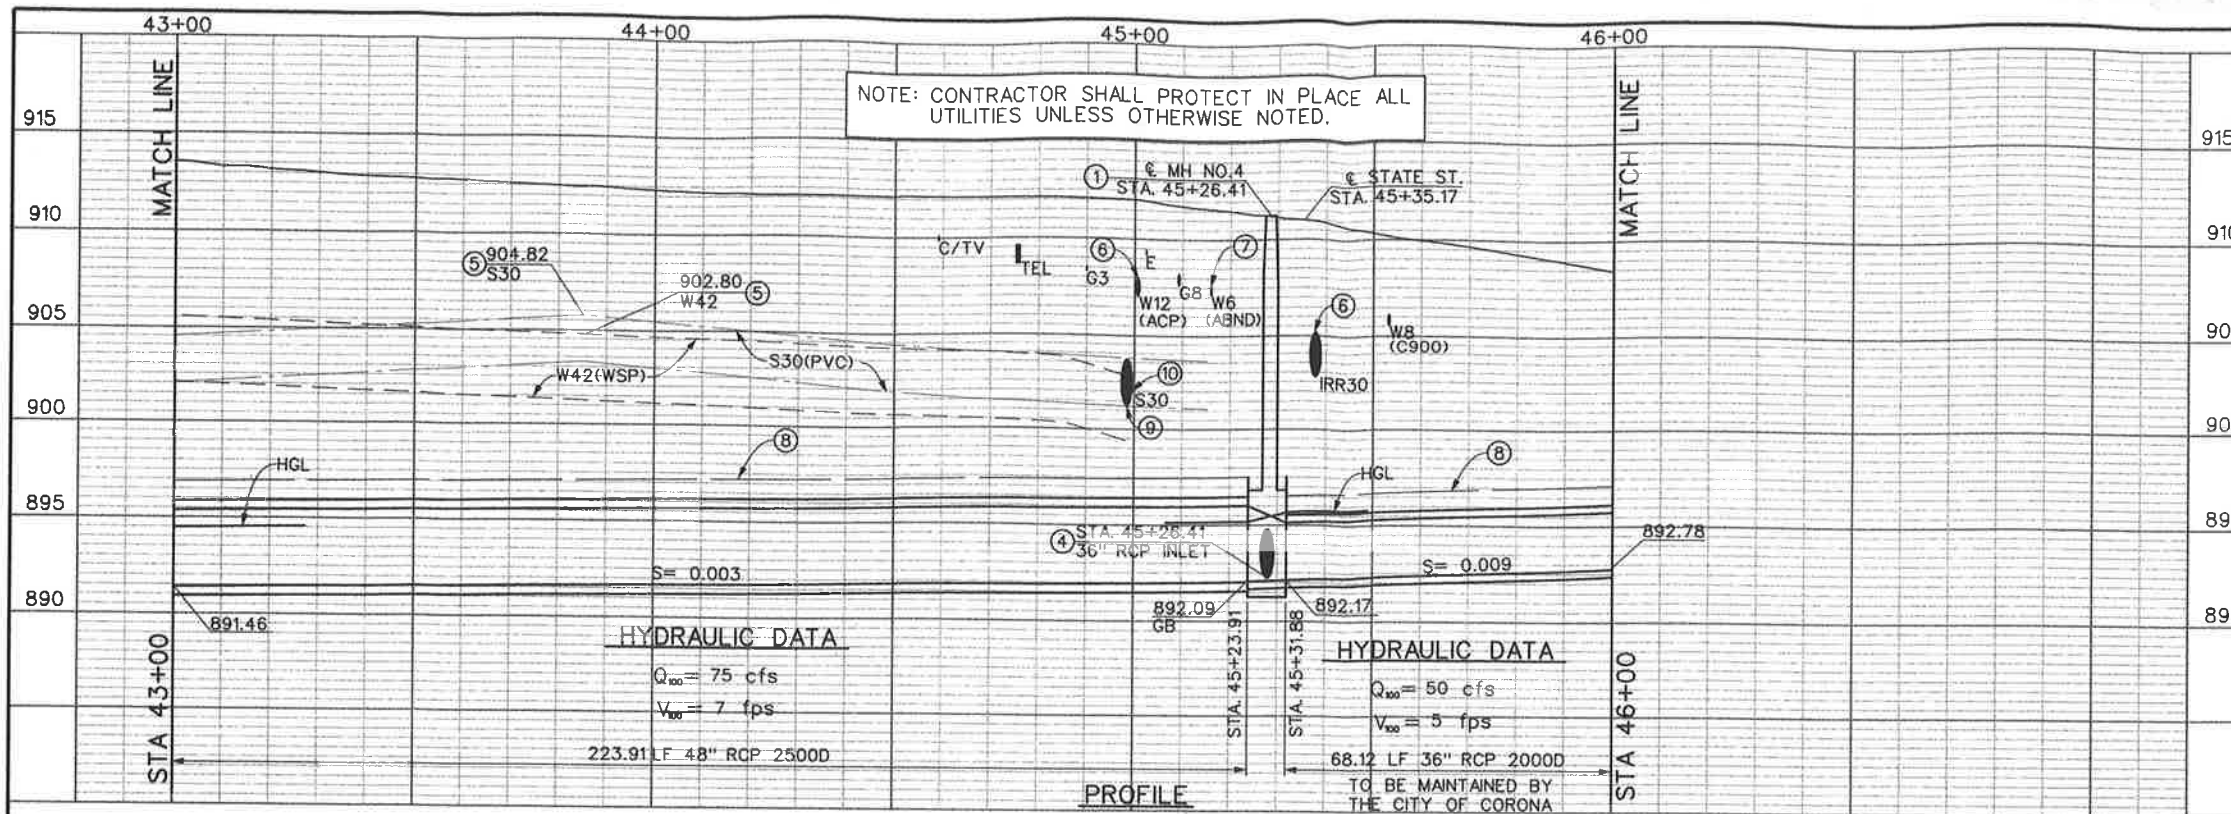 43+00
44+00
45+00
46+00
NOTE: CONTRACTOR SHALL PROTECT IN PLACE ALL
UTILITIES UNLESS OTHERWISE NOTED.
MATCH LINE
MATCH LINE
915
910
905
900
895
890
915
① ℄ MH NO.4
STA. 45+26.41
℄ STATE ST.
STA. 45+35.17
⑤ 904.82
S30
902.80
W42 ⑤
C/TV
TEL
G3
⑥
E
W12
(ACP)
G8
⑦
W6
(ABND)
⑥
W8
(C900)
IRR30
W42(WSP)
S30(PVC)
⑩
S30
⑨
⑧
⑧
HGL
HGL
④ STA. 45+26.41
36" RCP INLET
S= 0.003
S= 0.009
892.78
891.46
892.09
GB
892.17
STA. 45+23.91
STA. 45+31.88
HYDRAULIC DATA
Q₁₀₀= 75 cfs
V₁₀₀= 7 fps
223.91 LF 48" RCP 2500D
HYDRAULIC DATA
Q₁₀₀= 50 cfs
V₁₀₀= 5 fps
68.12 LF 36" RCP 2000D
TO BE MAINTAINED BY
THE CITY OF CORONA
STA 43+00
STA 46+00
PROFILE